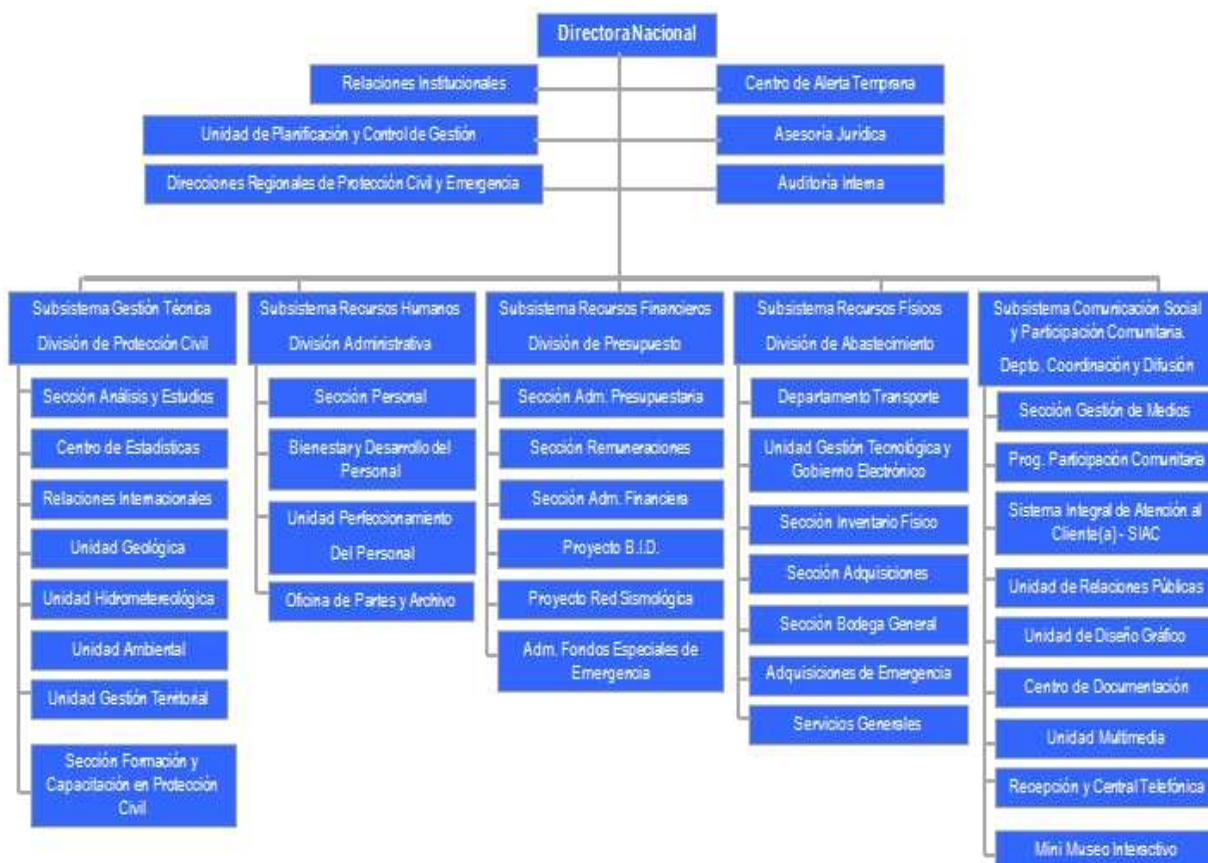 Directora Nacional
Relaciones Institucionales
Centro de Alerta Temprana
Unidad de Planificación y Control de Gestión
Asesoría Jurídica
Direcciones Regionales de Protección Civil y Emergencia
Auditoría Interna
Subsistema Gestión Técnica
División de Protección Civil
Sección Análisis y Estudios
Centro de Estadísticas
Relaciones Internacionales
Unidad Geológica
Unidad Hidrometereológica
Unidad Ambiental
Unidad Gestión Territorial
Sección Formación y
Capacitación en Protección
Civil
Subsistema Recursos Humanos
División Administrativa
Sección Personal
Bienestar y Desarrollo del
Personal
Unidad Perfeccionamiento
Del Personal
Oficina de Partes y Archivo
Subsistema Recursos Financieros
División de Presupuesto
Sección Adm. Presupuestaria
Sección Remuneraciones
Sección Adm. Financiera
Proyecto B.I.D.
Proyecto Red Sismológica
Adm. Fondos Especiales de
Emergencia
Subsistema Recursos Físicos
División de Abastecimiento
Departamento Transporte
Unidad Gestión Tecnológica y
Gobierno Electrónico
Sección Inventario Físico
Sección Adquisiciones
Sección Bodega General
Adquisiciones de Emergencia
Servicios Generales
Subsistema Comunicación Social
y Participación Comunitaria.
Depto. Coordinación y Difusión
Sección Gestión de Medios
Prog. Participación Comunitaria
Sistema Integral de Atención al
Cliente(a) - SIAC
Unidad de Relaciones Públicas
Unidad de Diseño Gráfico
Centro de Documentación
Unidad Multimedia
Recepción y Central Telefónica
Mini Museo Interactivo